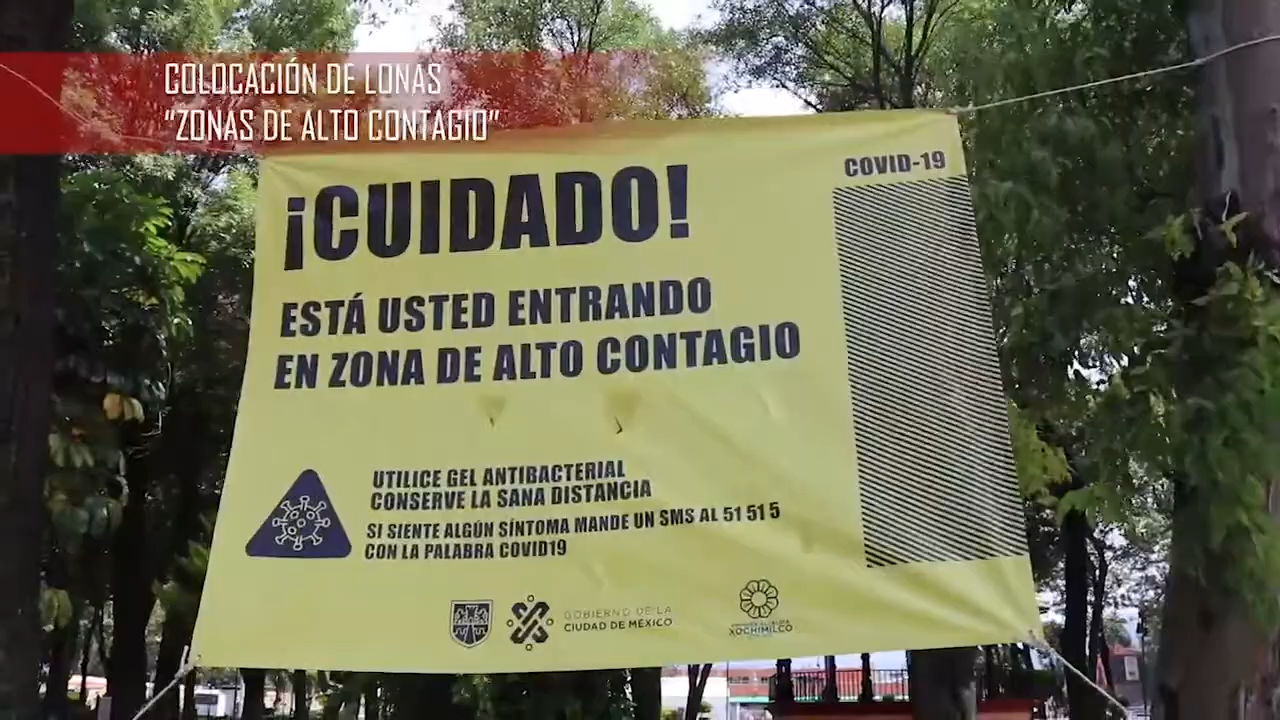 COLOCACIÓN DE LONAS
"ZONAS DE ALTO CONTAGIO"
COVID-19
¡CUIDADO!
ESTÁ USTED ENTRANDO
EN ZONA DE ALTO CONTAGIO
UTILICE GEL ANTIBACTERIAL
CONSERVE LA SANA DISTANCIA
SI SIENTE ALGÚN SÍNTOMA MANDE UN SMS AL 51 51 5
CON LA PALABRA COVID19
GOBIERNO DE LA
CIUDAD DE MÉXICO
XOCHIMILCO